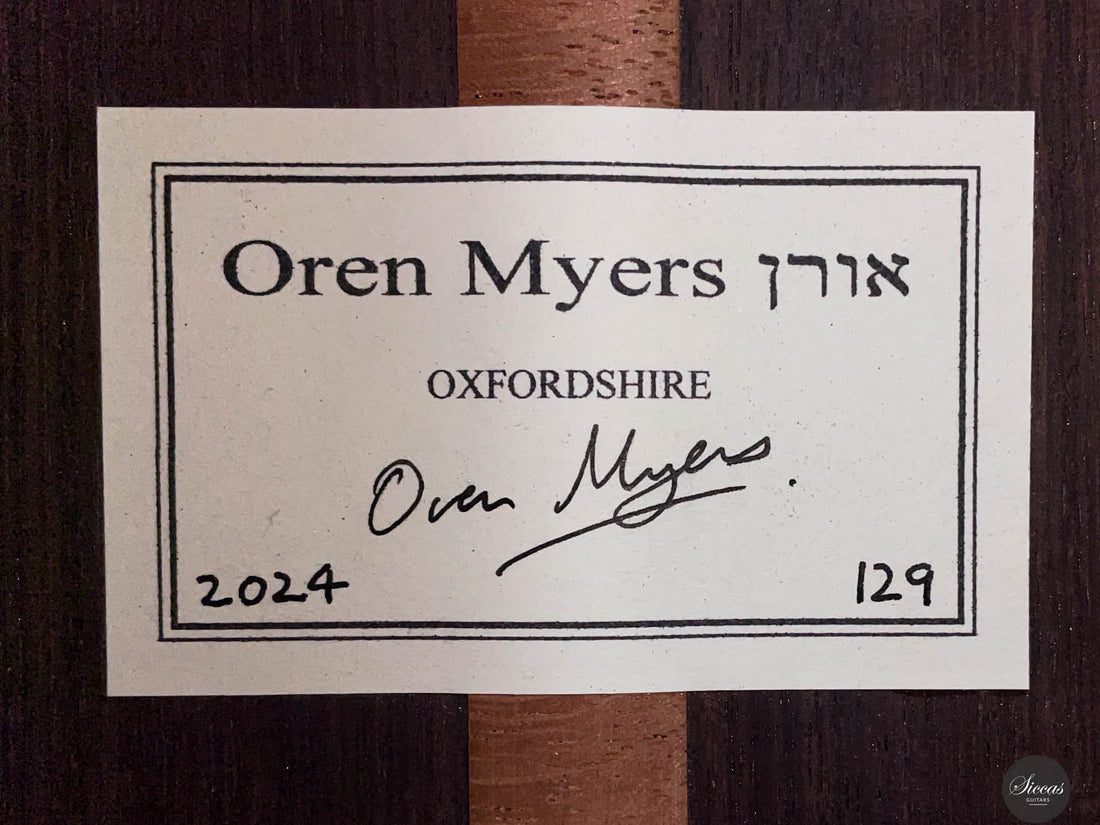 Oren Myers אורן
OXFORDSHIRE
Oren Myers.
2024 129
Siccas
GUITARS